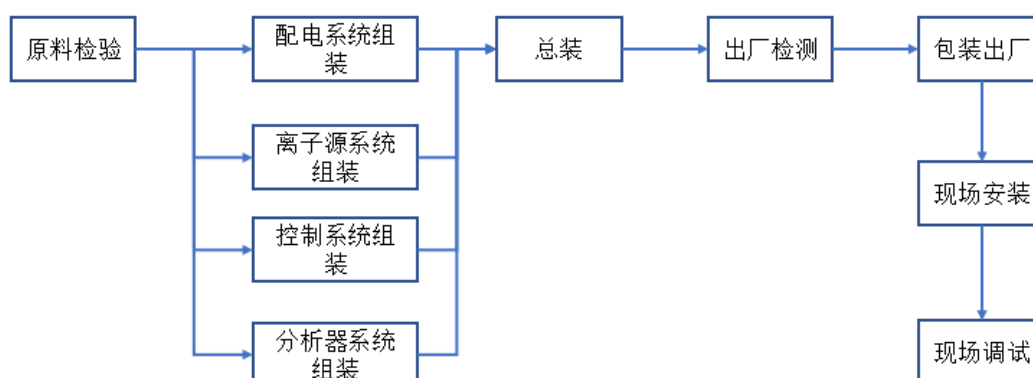 原料检验
配电系统组
装
总装
出厂检测
包装出厂
离子源系统
组装
现场安装
控制系统组
装
分析器系统
组装
现场调试